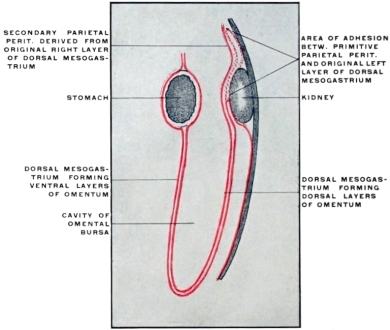 SECONDARY PARIETAL
PERIT. DERIVED FROM
ORIGINAL RIGHT LAYER
OF DORSAL MESOGAS-
TRIUM
STOMACH
DORSAL MESOGAS-
TRIUM FORMING
VENTRAL LAYERS
OF OMENTUM
CAVITY OF
OMENTAL
BURSA
AREA OF ADHESION
BETW. PRIMITIVE
PARIETAL PERIT.
AND ORIGINAL LEFT
LAYER OF DORSAL
MESOGASTRIUM
KIDNEY
DORSAL MESOGAS-
TRIUM FORMING
DORSAL LAYERS
OF OMENTUM